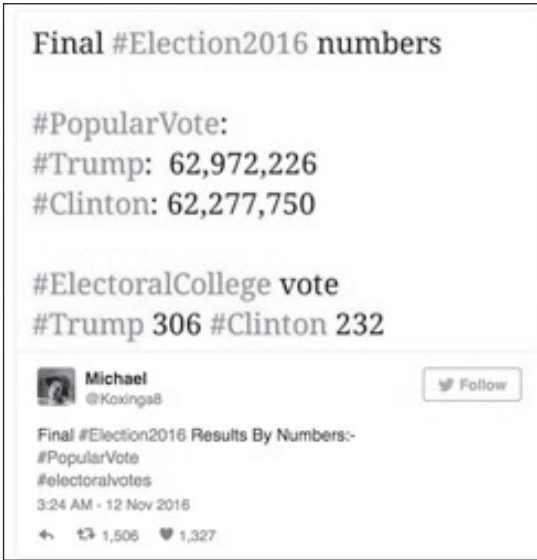 Final #Election2016 numbers
#PopularVote:
#Trump: 62,972,226
#Clinton: 62,277,750
#ElectoralCollege vote
#Trump 306 #Clinton 232
Michael
@Koxinga8
Follow
Final #Election2016 Results By Numbers:-
#PopularVote
#electoralvotes
3:24 AM - 12 Nov 2016
1,506 1,327